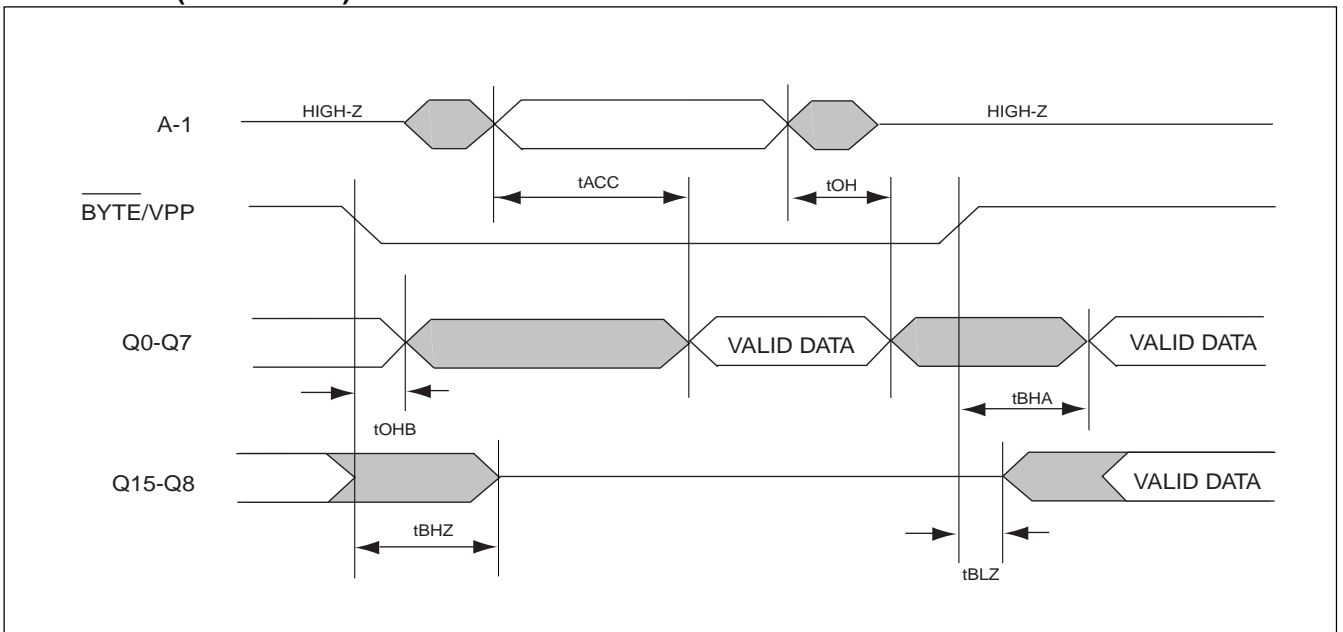 HIGH-Z
HIGH-Z
A-1
tACC
tOH
BYTE/VPP
Q0-Q7
VALID DATA
VALID DATA
tBHA
tOHB
Q15-Q8
VALID DATA
tBHZ
tBLZ